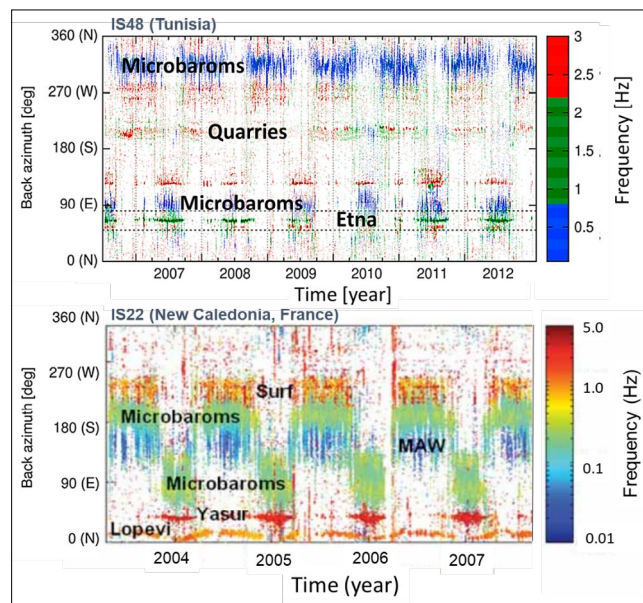 IS48 (Tunisia)
Back azimuth [deg]
360 (N)
270 (W)
180 (S)
90 (E)
0 (N)
Microbaroms
Quarries
Microbaroms
Etna
2007 2008 2009 2010 2011 2012
Time [year]
3
2.5
2
1.5
1
0.5
Frequency [Hz]
IS22 (New Caledonia, France)
Back azimuth [deg]
360 (N)
270 (W)
180 (S)
90 (E)
0 (N)
Surf
Microbaroms
MAW
Microbaroms
Yasur
Lopevi
2004 2005 2006 2007
Time (year)
5.0
1.0
0.1
0.01
Frequency (Hz)